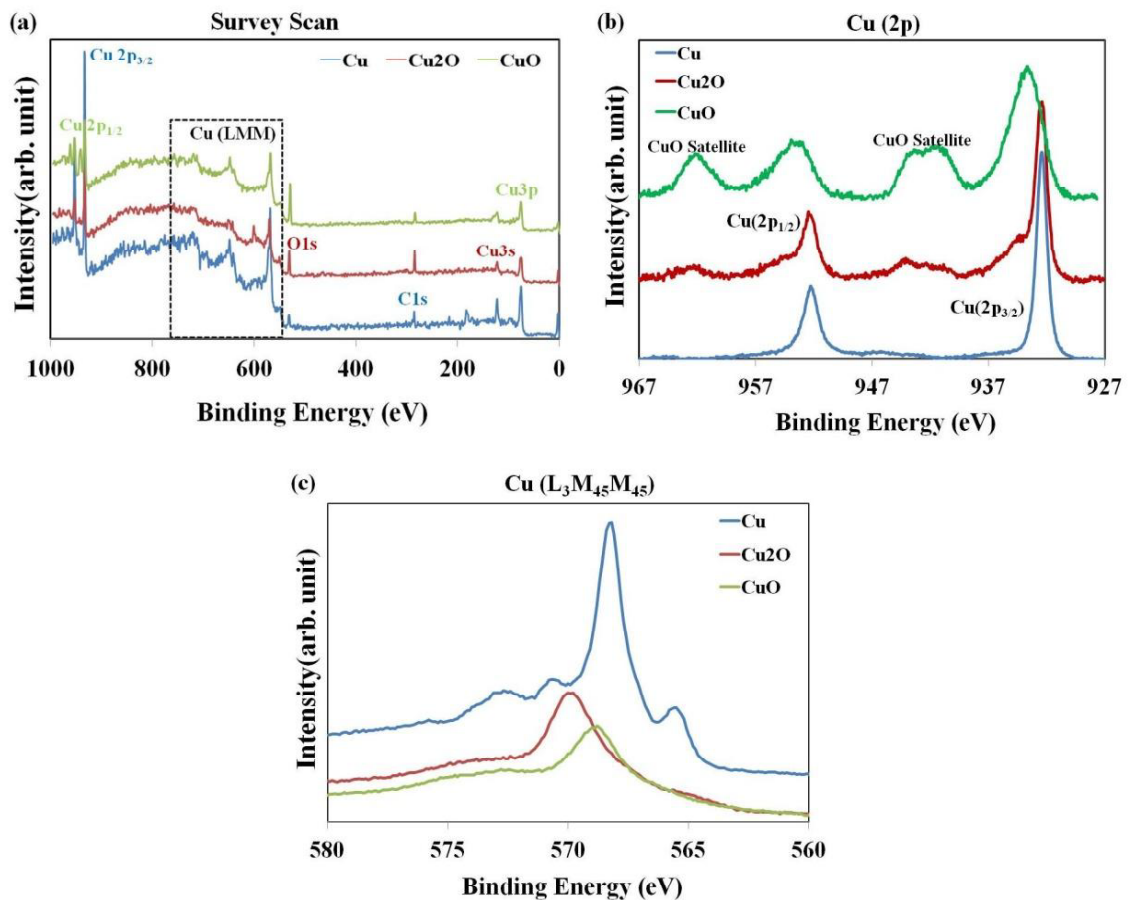 (a) Survey Scan
Cu 2p3/2
Cu Cu2O CuO
Cu 2p1/2
Cu (LMM)
Cu3p
O1s
Cu3s
C1s
Intensity(arb. unit)
1000 800 600 400 200 0
Binding Energy (eV)
(b) Cu (2p)
Cu
Cu2O
CuO
CuO Satellite
CuO Satellite
Cu(2p1/2)
Cu(2p3/2)
Intensity(arb. unit)
967 957 947 937 927
Binding Energy (eV)
(c) Cu (L3M45M45)
Cu
Cu2O
CuO
Intensity(arb. unit)
580 575 570 565 560
Binding Energy (eV)